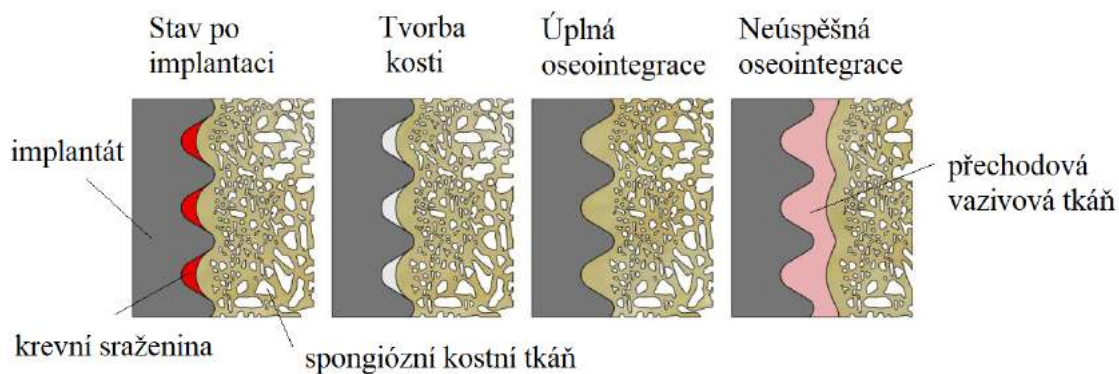 Stav po
implantaci
Tvorba
kosti
Úplná
oseointegrace
Neúspěšná
oseointegrace
implantát
přechodová
vazivová tkáň
krevní sraženina
spongiózní kostní tkáň